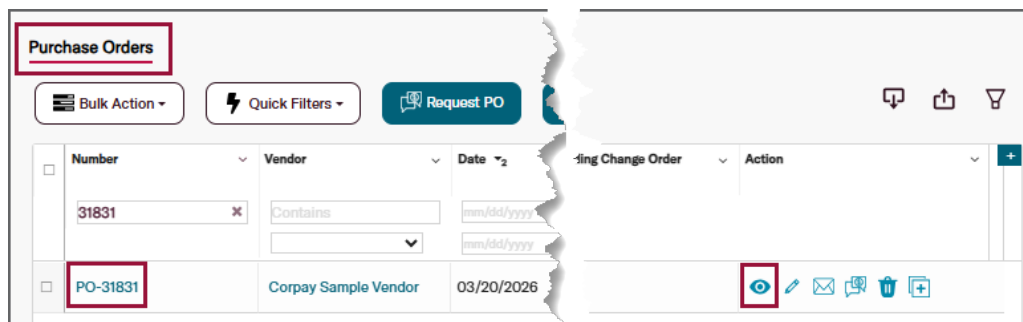 Purchase Orders
Bulk Action Quick Filters Request PO
Number Vendor Date 2 Change Order Action +
31831 Contains mm/dd/yyyy
mm/dd/yyyy
PO-31831 Corpay Sample Vendor 03/20/2026